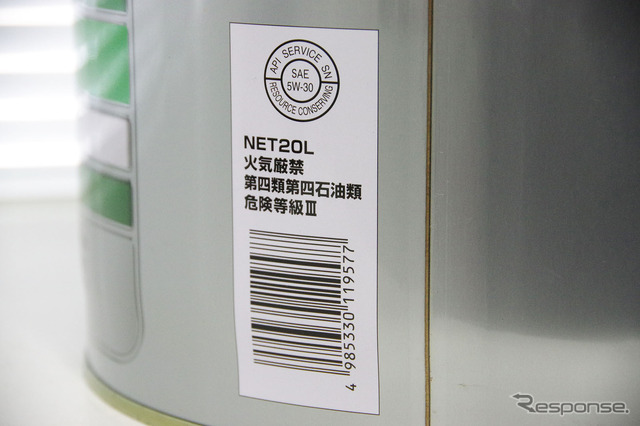 API SERVICE SN
SAE
5W-30
RESOURCE CONSERVING
NET20L
火気厳禁
第四類第四石油類
危険等級Ⅲ
4 985330 119577
Response.